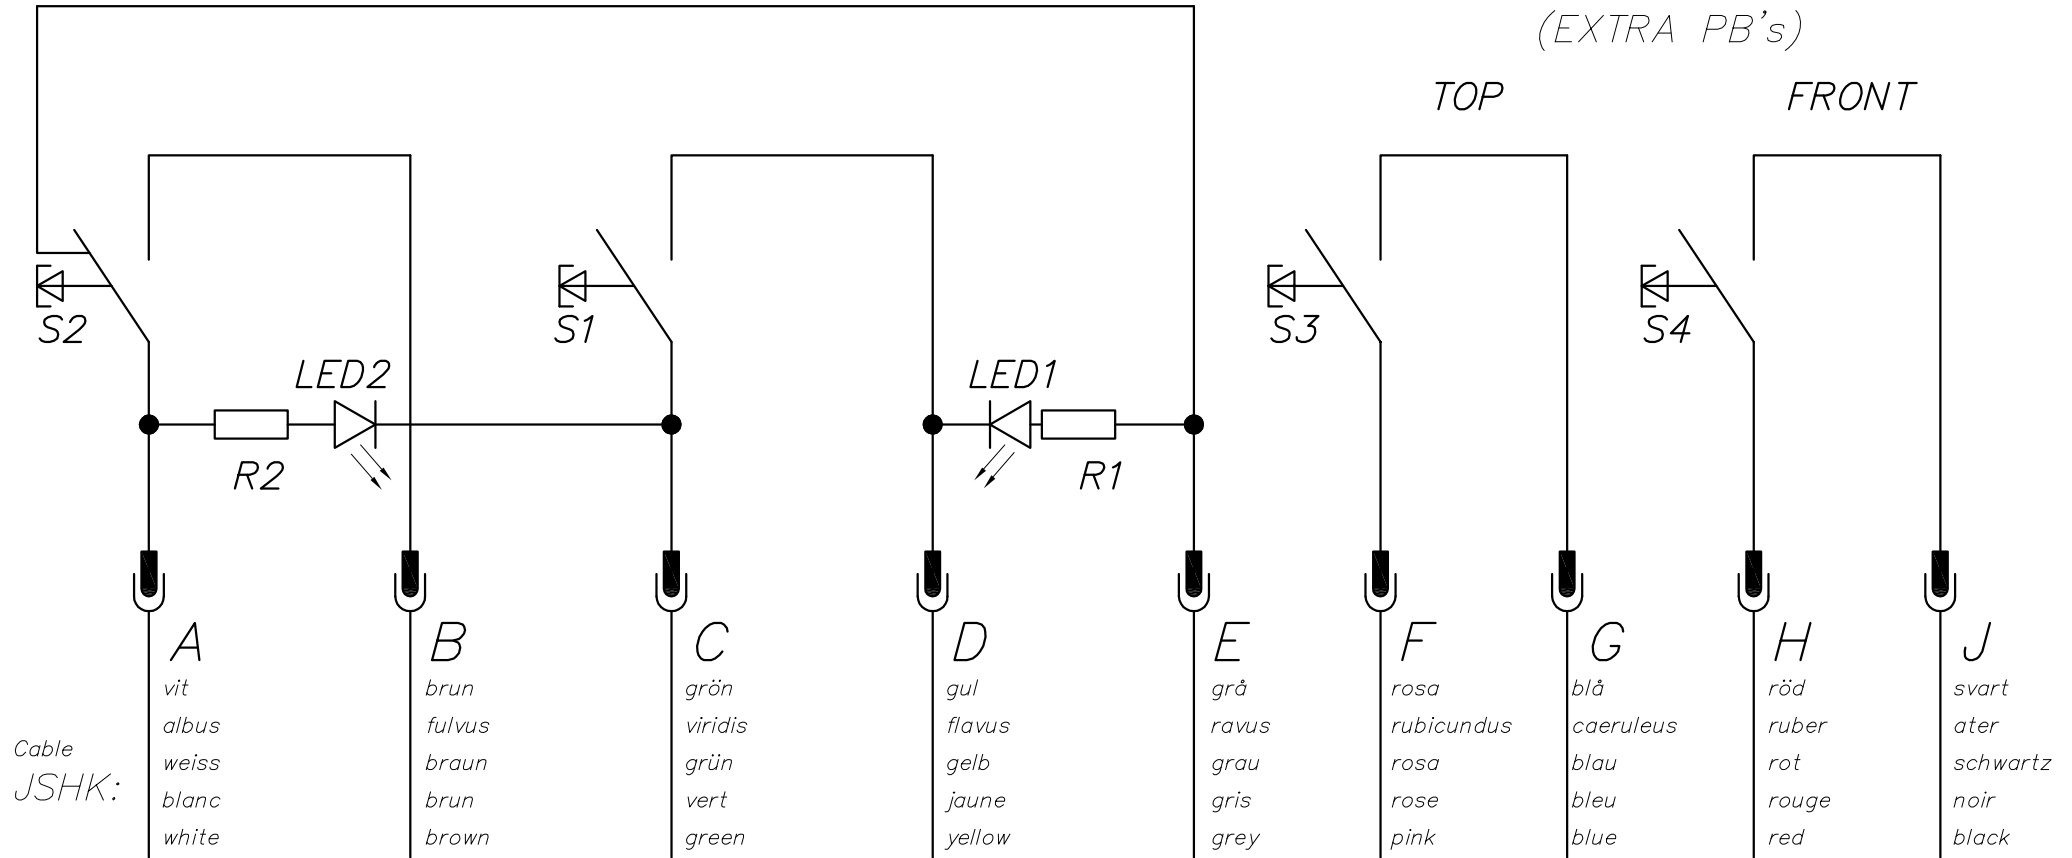 (EXTRA PB's)
TOP FRONT
S2 S1 S3 S4
LED2 LED1
R2 R1
A B C D E F G H J
vit brun grön gul grå rosa blå röd svart
albus fulvus viridis flavus ravus rubicundus caeruleus ruber ater
Cable
weiss braun grün gelb grau rosa blau rot schwartz
JSHK: blanc brun vert jaune gris rose bleu rouge noir
white brown green yellow grey pink blue red black